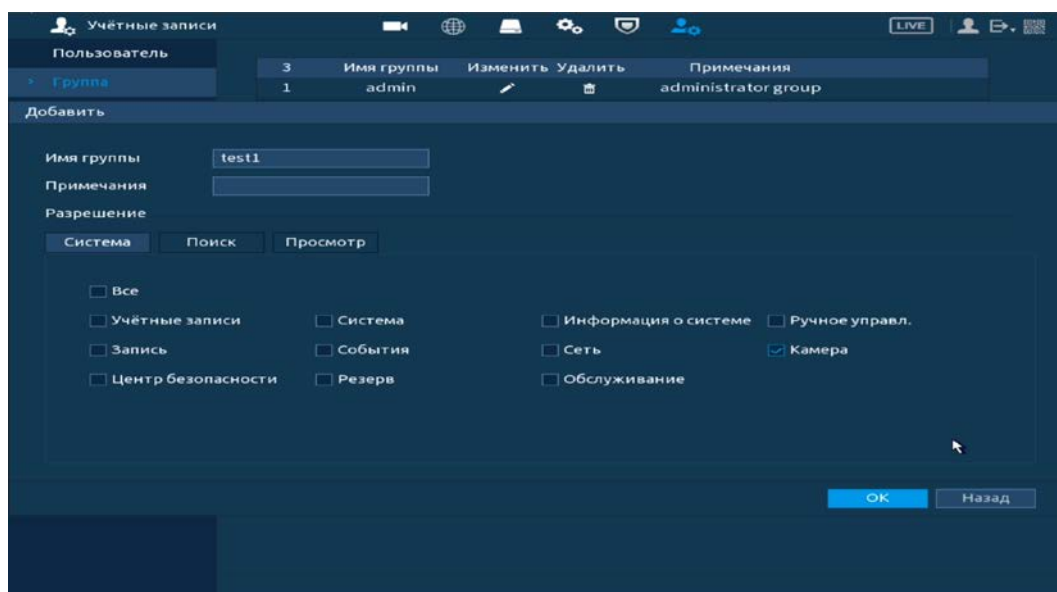 Учётные записи LIVE
Пользователь
Группа
3 Имя группы Изменить Удалить Примечания
1 admin administrator group
Добавить
Имя группы test1
Примечания
Разрешение
Система Поиск Просмотр
Все
Учётные записи Система Информация о системе Ручное управл.
Запись События Сеть Камера
Центр безопасности Резерв Обслуживание
OK Назад